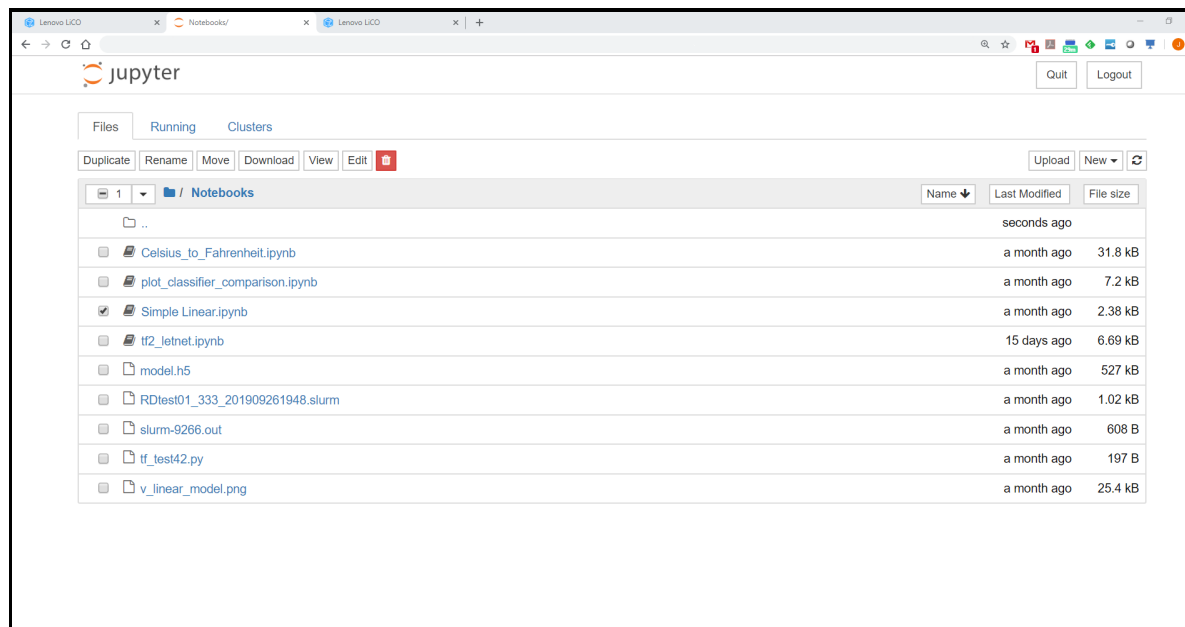 Lenovo LiCO Notebooks/ Lenovo LiCO
jupyter Quit Logout
Files Running Clusters
Duplicate Rename Move Download View Edit Upload New
1 / Notebooks Name Last Modified File size
.. seconds ago
Celsius_to_Fahrenheit.ipynb a month ago 31.8 kB
plot_classifier_comparison.ipynb a month ago 7.2 kB
Simple Linear.ipynb a month ago 2.38 kB
tf2_letnet.ipynb 15 days ago 6.69 kB
model.h5 a month ago 527 kB
RDtest01_333_201909261948.slurm a month ago 1.02 kB
slurm-9266.out a month ago 608 B
tf_test42.py a month ago 197 B
v_linear_model.png a month ago 25.4 kB